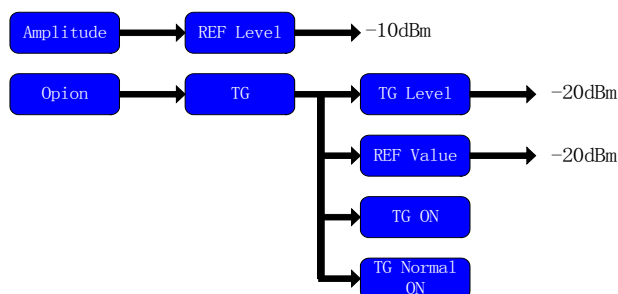 Amplitude REF Level -10dBm
Opion TG TG Level -20dBm
REF Value -20dBm
TG ON
TG Normal
ON